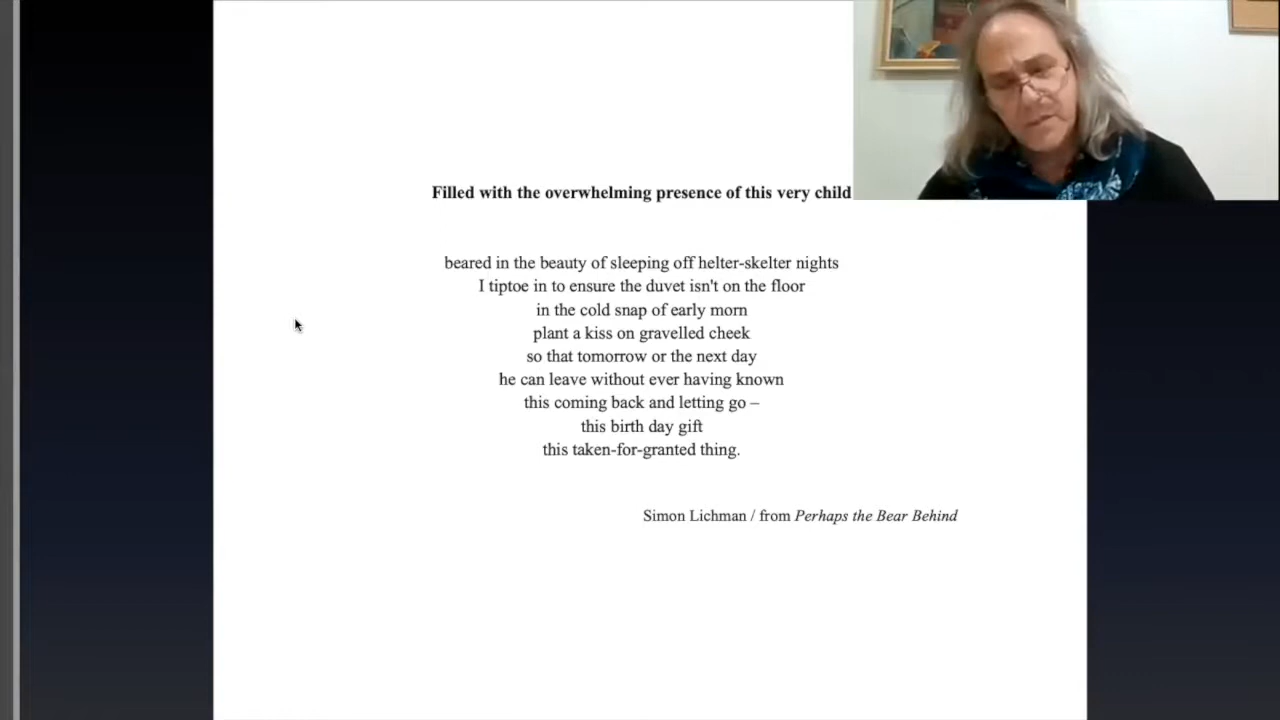 Filled with the overwhelming presence of this very child
beared in the beauty of sleeping off helter-skelter nights
I tiptoe in to ensure the duvet isn't on the floor
in the cold snap of early morn
plant a kiss on gravelled cheek
so that tomorrow or the next day
he can leave without ever having known
this coming back and letting go –
this birth day gift
this taken-for-granted thing.
Simon Lichman / from Perhaps the Bear Behind